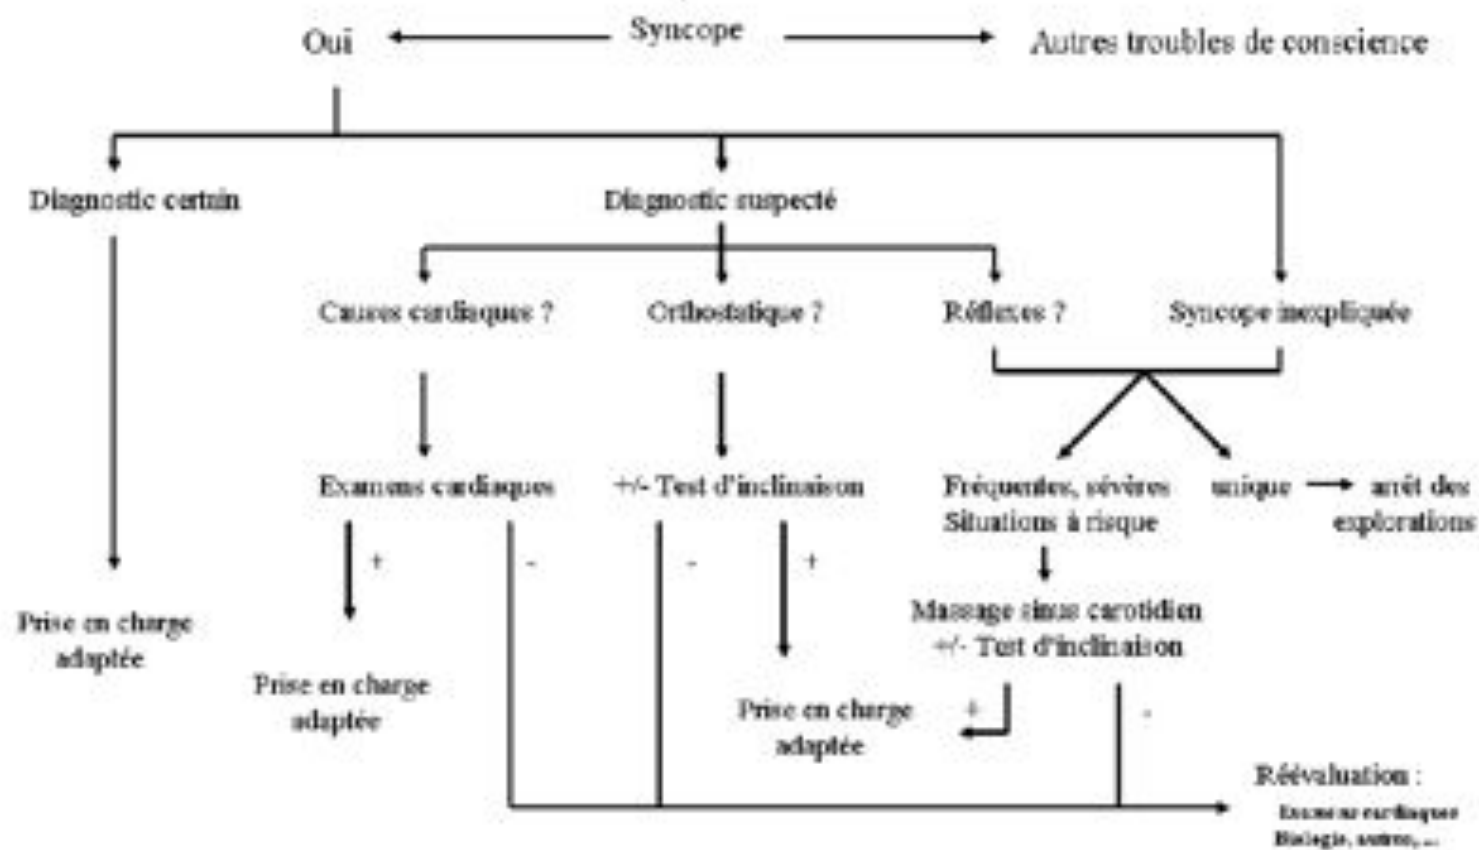 Oui
Syncope
Autres troubles de conscience
Diagnostic certain
Diagnostic suspecté
Causes cardiaques ?
Orthostatique ?
Réflexes ?
Syncope inexpliquée
Examens cardiaques
+/- Test d'inclinaison
Fréquentes, sévères
Situations à risque
unique
arrêt des
explorations
+
-
-
+
Massage sinus carotidien
+/- Test d'inclinaison
Prise en charge
adaptée
Prise en charge
adaptée
Prise en charge
adaptée
+
-
Réévaluation :
Examens cardiaques
Biologie, autres, ...